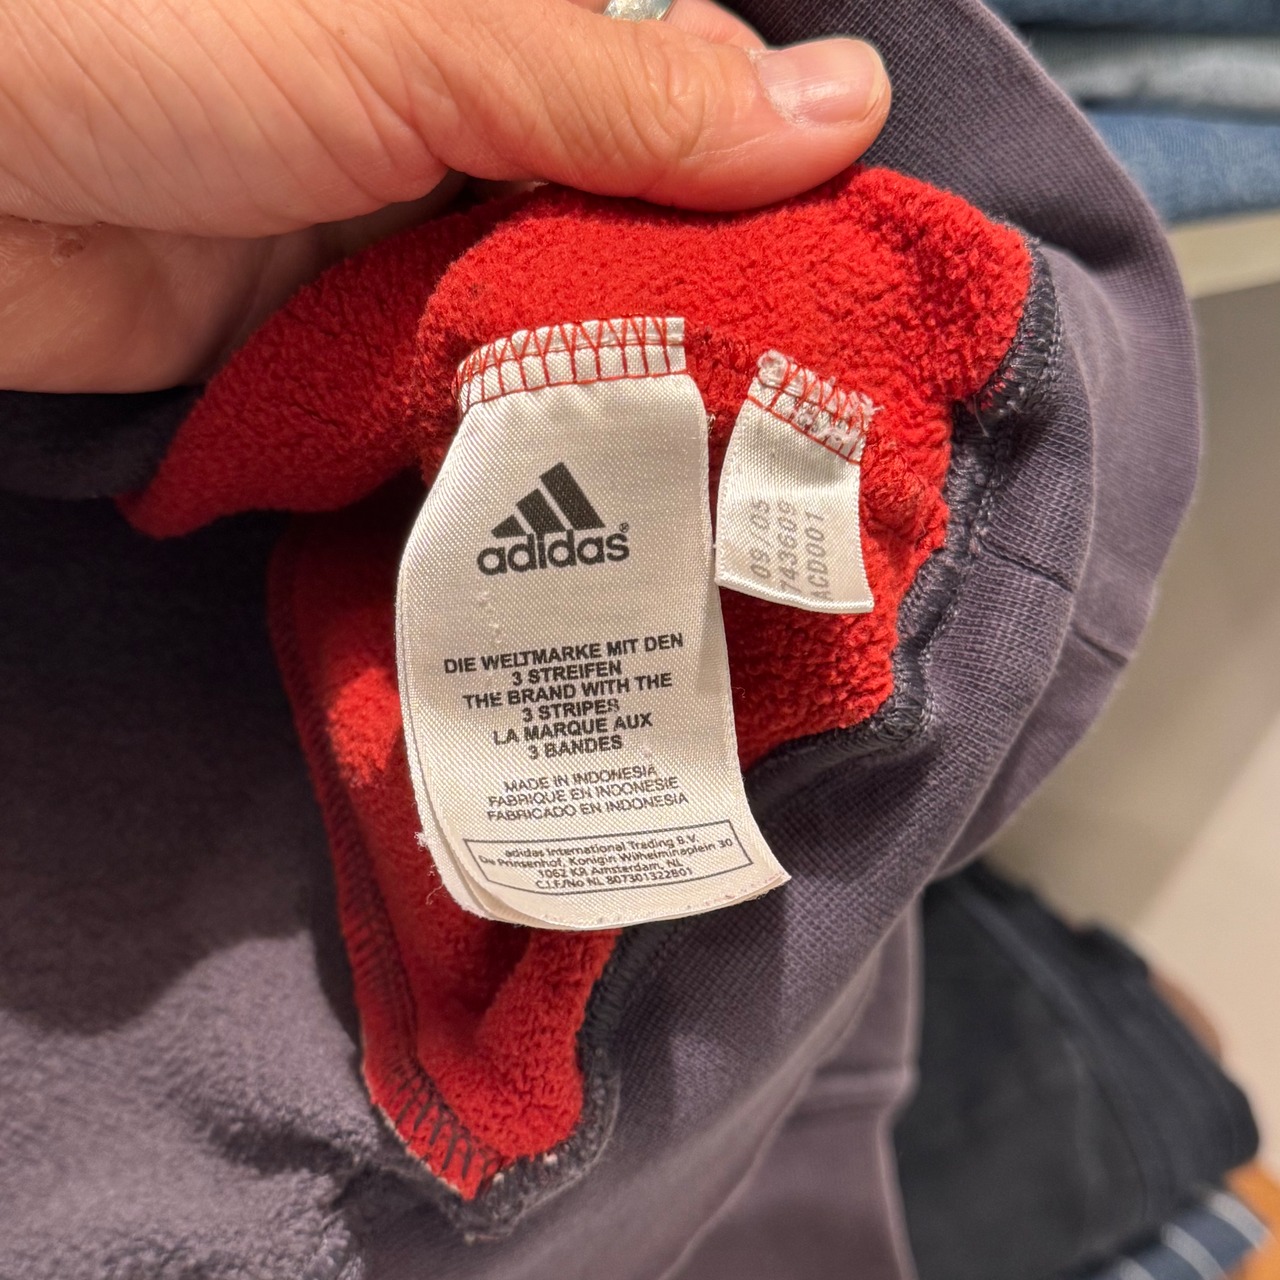 adidas®
DIE WELTMARKE MIT DEN
3 STREIFEN
THE BRAND WITH THE
3 STRIPES
LA MARQUE AUX
3 BANDES
MADE IN INDONESIA
FABRIQUE EN INDONESIE
FABRICADO EN INDONESIA
adidas International Trading B.V.
De Prinsenhof, Konigin Wilhelminaplein 30
1062 KR Amsterdam, NL
C.I.F/No NL 807301322B01
09/05
743609
ACD001